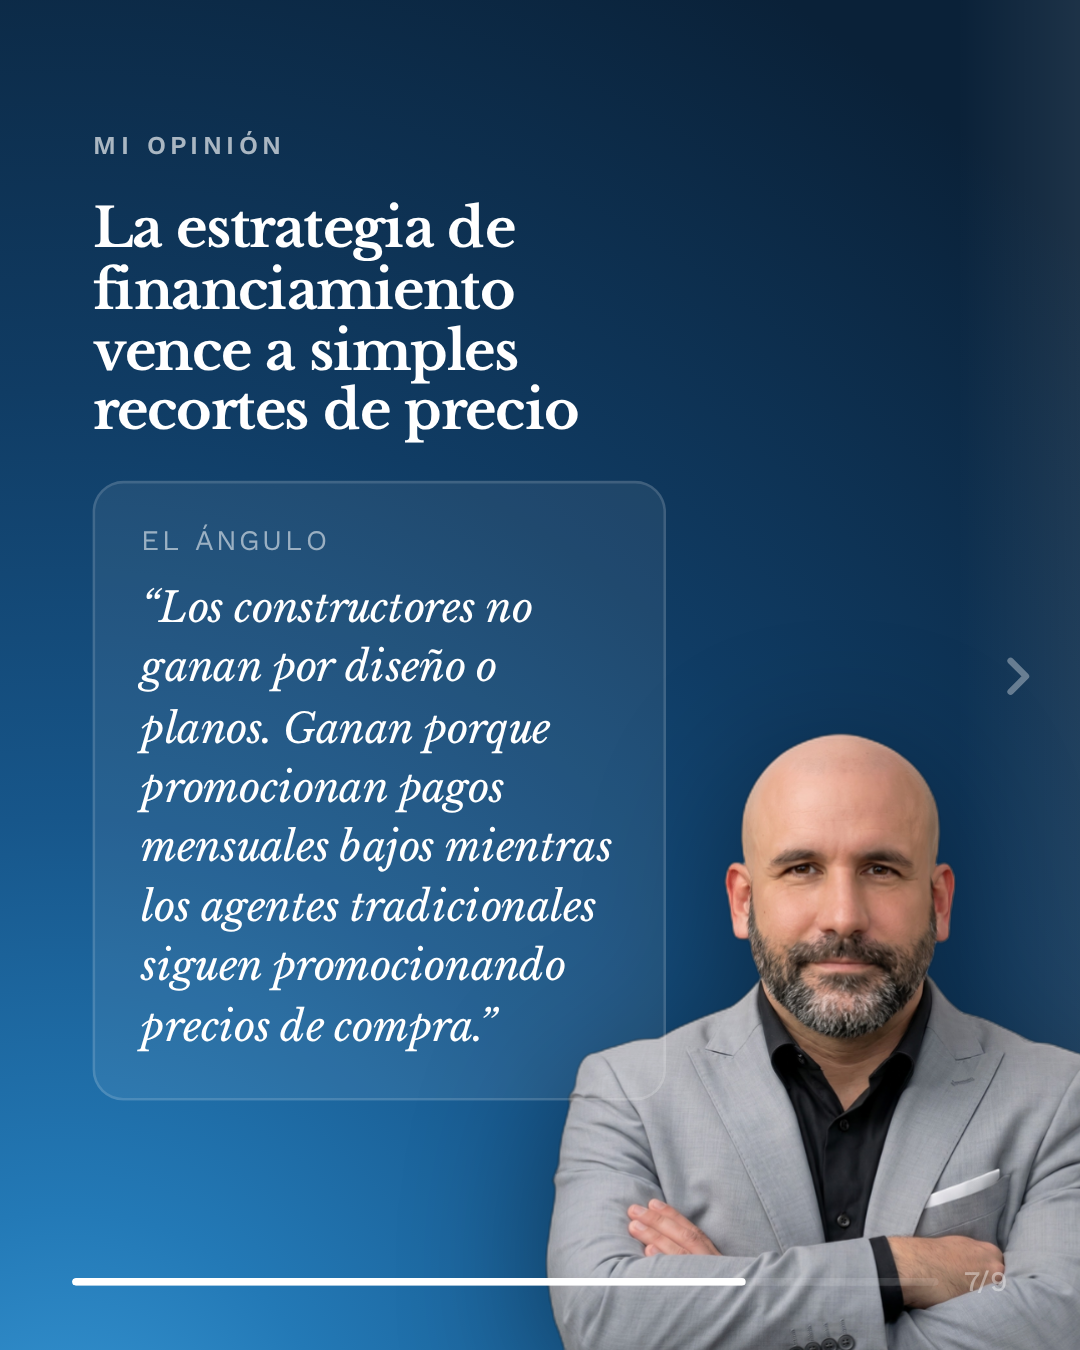 MI OPINIÓN
La estrategia de
financiamiento
vence a simples
recortes de precio
EL ÁNGULO
“Los constructores no
ganan por diseño o
planos. Ganan porque
promocionan pagos
mensuales bajos mientras
los agentes tradicionales
siguen promocionando
precios de compra.”
7/9